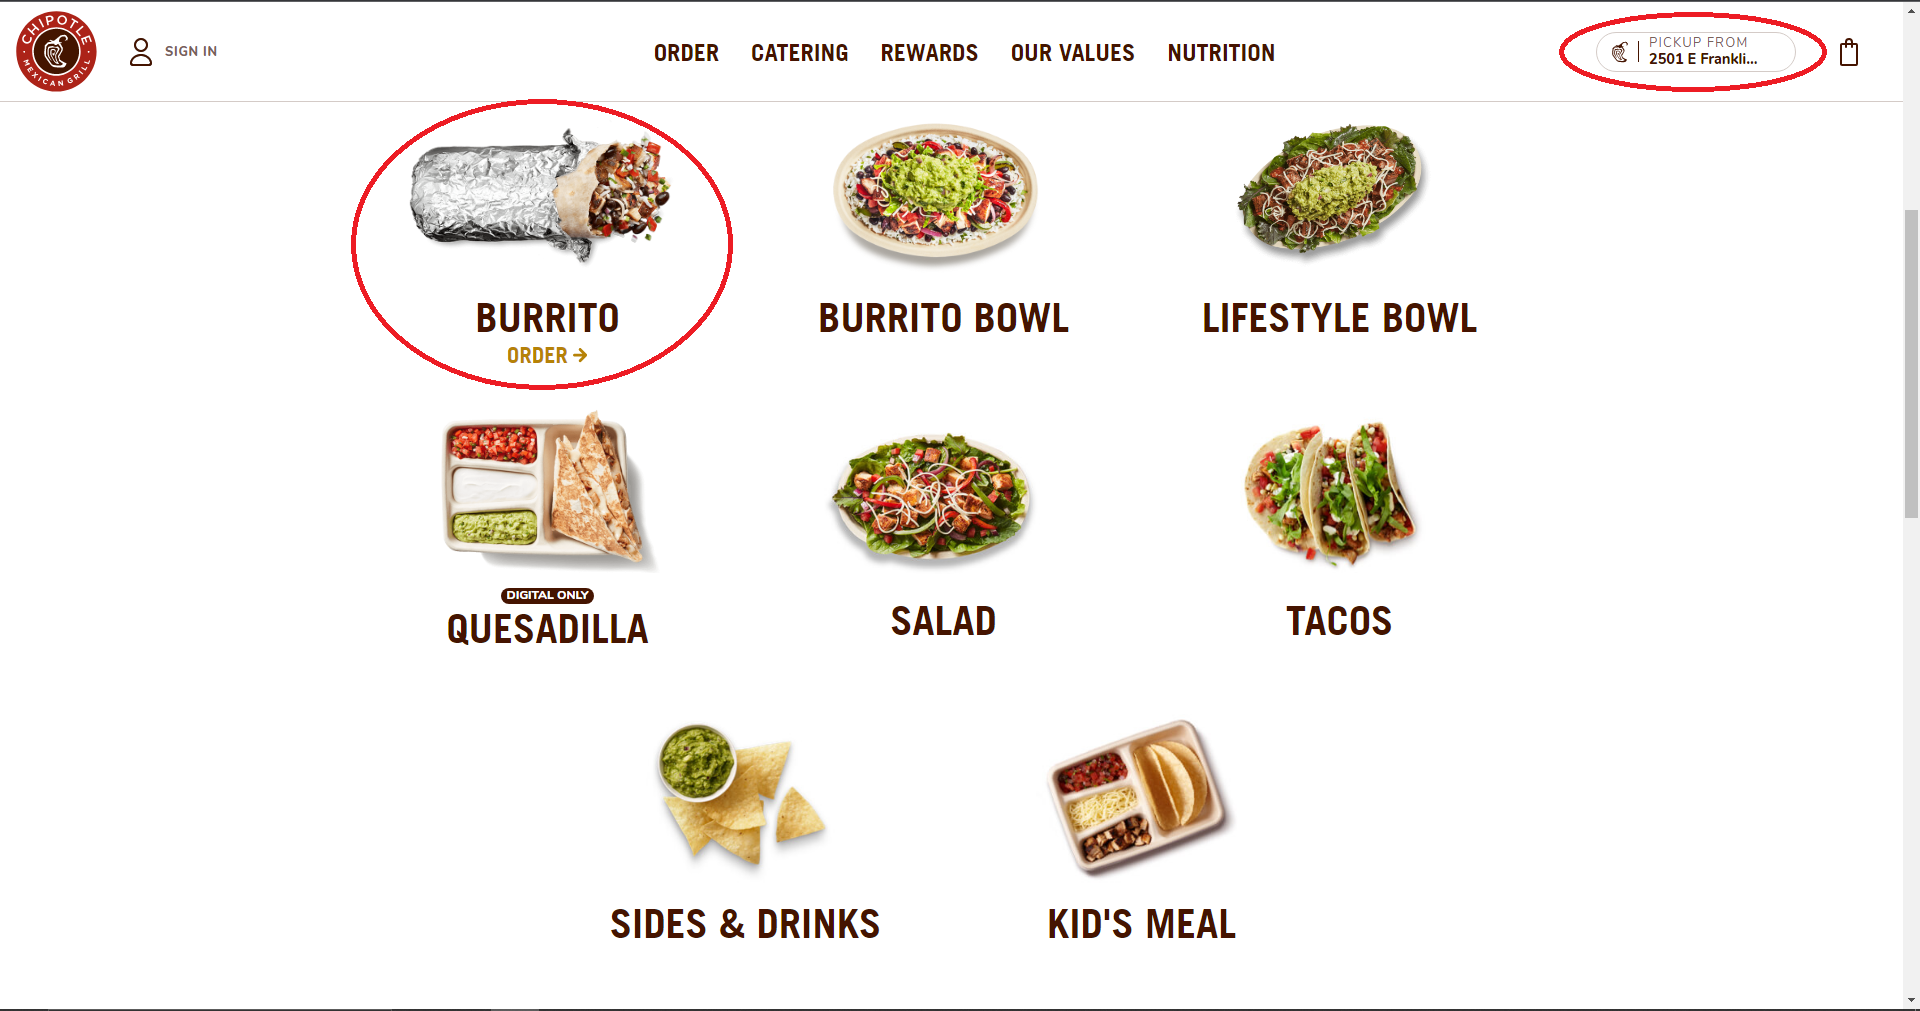 CHIPOTLE
MEXICAN GRILL
SIGN IN
ORDER
CATERING
REWARDS
OUR VALUES
NUTRITION
PICKUP FROM
2501 E Frankli...
BURRITO
ORDER →
BURRITO BOWL
LIFESTYLE BOWL
DIGITAL ONLY
QUESADILLA
SALAD
TACOS
SIDES & DRINKS
KID'S MEAL